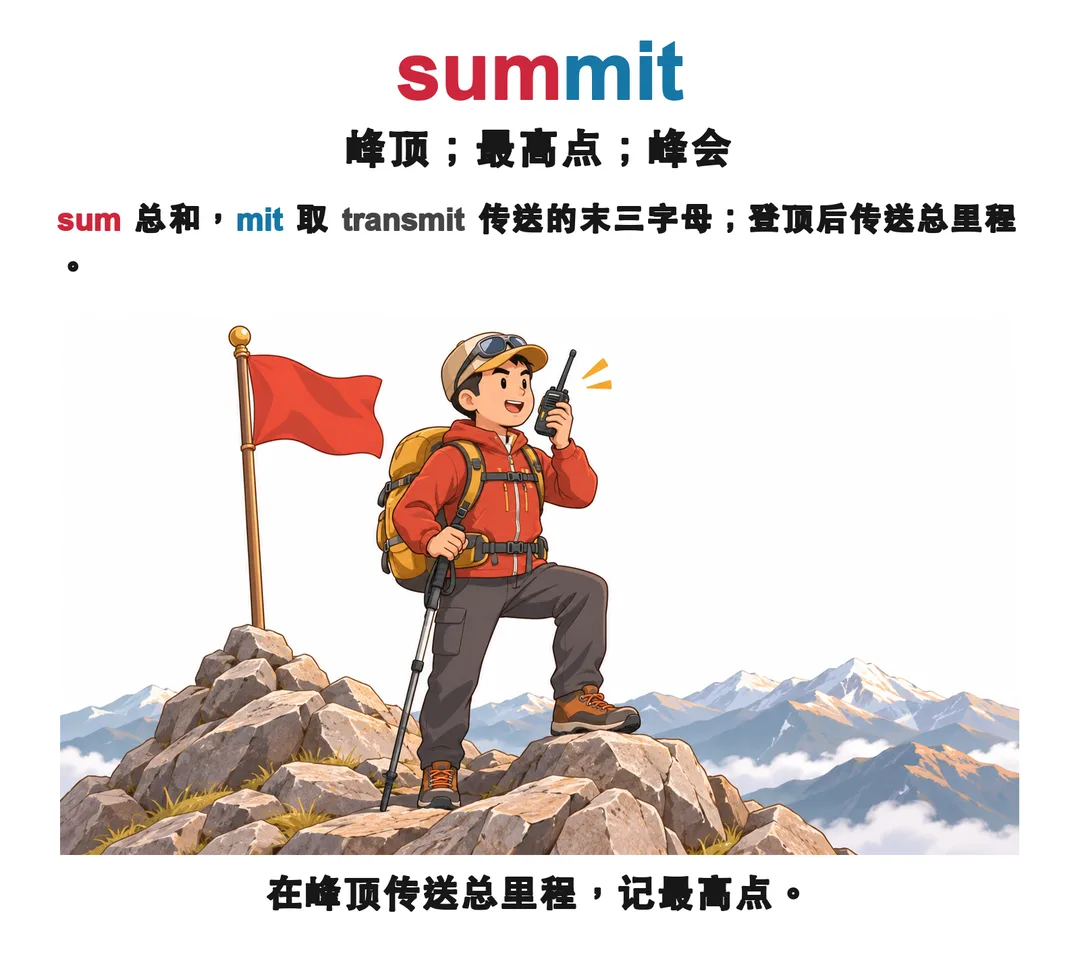 summit
峰顶；最高点；峰会
sum 总和，mit 取 transmit 传送的末三字母；登顶后传送总里程
。
在峰顶传送总里程，记最高点。